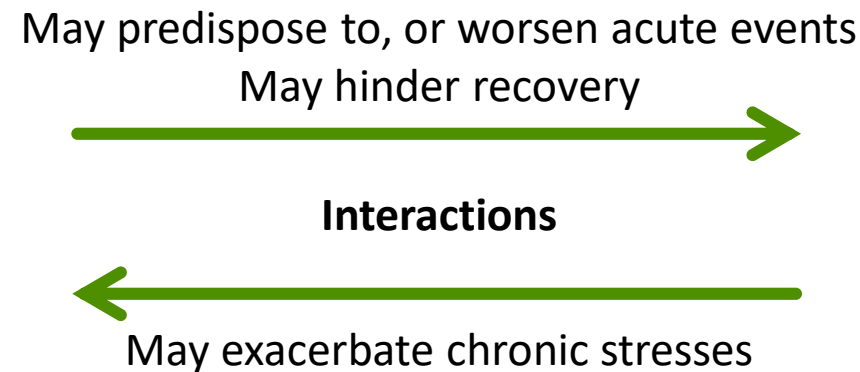 May predispose to, or worsen acute events
May hinder recovery
Interactions
May exacerbate chronic stresses